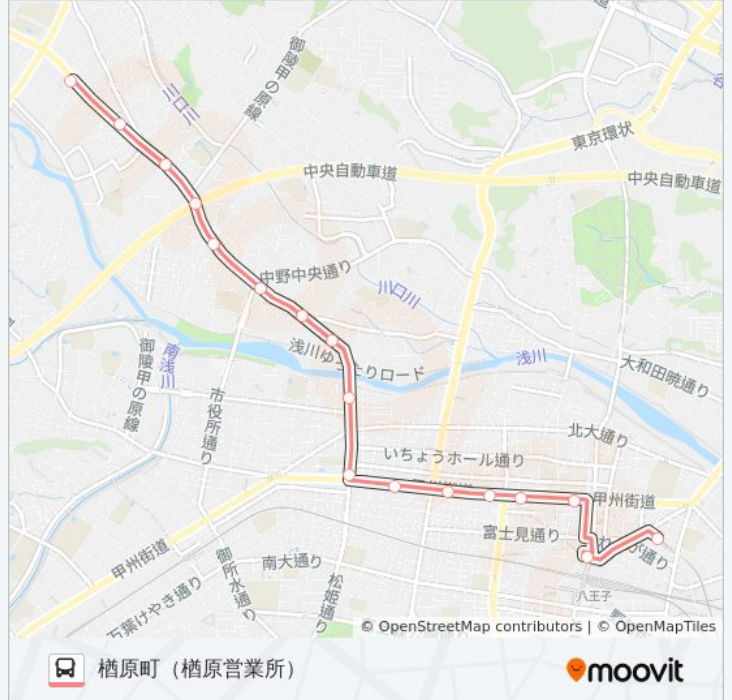 御陵甲の原線
川口川
東京環状
中央自動車道
中央自動車道
中野中央通り
川口川
浅川ゆったりロード
浅川
南浅川
御陵甲の原線
市役所通り
大和田暁通り
北大通り
いちょうホール通り
甲州街道
富士見通り
甲州街道
南大通り
御所水通り
松姫通り
五葉けやき通り
八王子
© OpenStreetMap contributors | © OpenMapTiles
楢原町（楢原営業所）
moovit